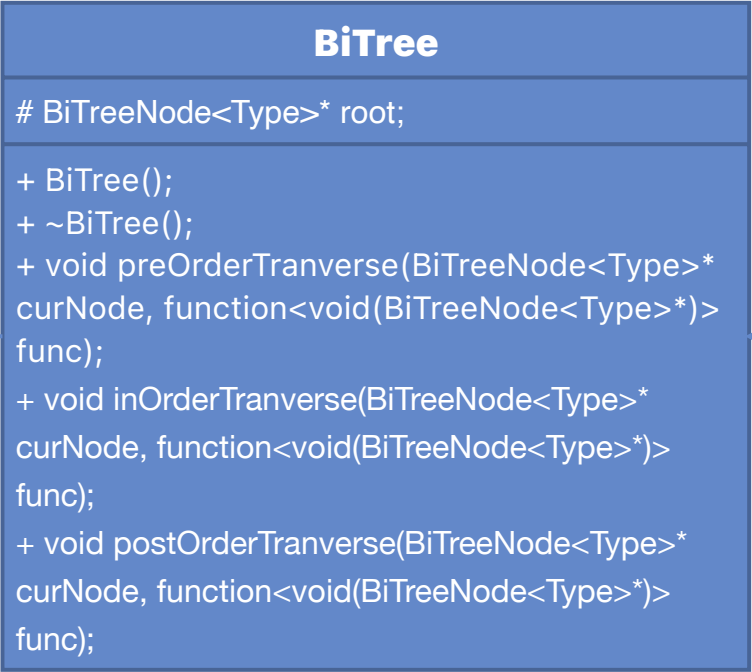 BiTree
# BiTreeNode<Type>* root;
+ BiTree();
+ ~BiTree();
+ void preOrderTranverse(BiTreeNode<Type>*
curNode, function<void(BiTreeNode<Type>*)>
func);
+ void inOrderTranverse(BiTreeNode<Type>*
curNode, function<void(BiTreeNode<Type>*)>
func);
+ void postOrderTranverse(BiTreeNode<Type>*
curNode, function<void(BiTreeNode<Type>*)>
func);